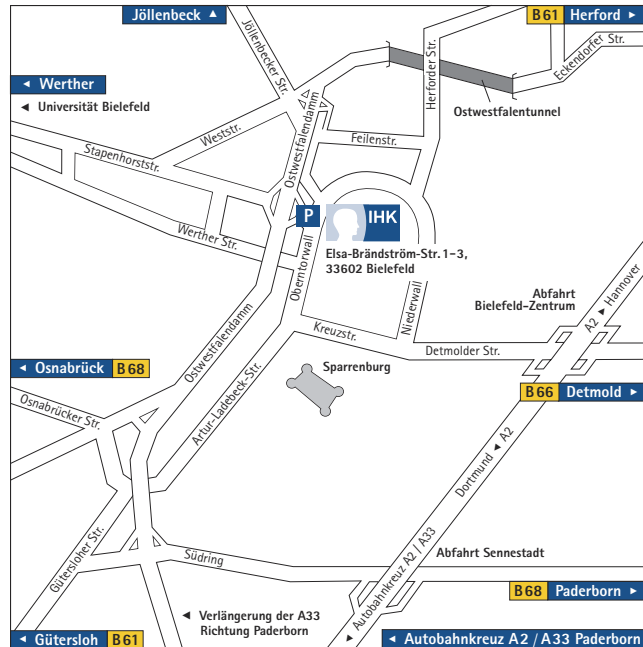 Jöllenbeck ▲
B61 Herford ►
Jöllenbecker Str.
Herforder Str.
Eckendorfer Str.
◄ Werther
◄ Universität Bielefeld
Ostwestfalentunnel
Weststr.
Ostwestfalendamm
Feilenstr.
Stapenhorststr.
P
IHK
Werther Str.
Elsa-Brändström-Str. 1–3,
33602 Bielefeld
Oberntorwall
Niederwall
Abfahrt
Bielefeld-Zentrum
A2 ◄ Hannover
Ostwestfalendamm
Kreuzstr.
Detmolder Str.
◄ Osnabrück B68
Sparrenburg
B66 Detmold ►
Osnabrücker Str.
Artur-Ladebeck-Str.
Dortmund ◄ A2
Gütersloher Str.
Südring
◄ Autobahnkreuz A2 / A33
Abfahrt Sennestadt
B68 Paderborn ►
◄ Verlängerung der A33
Richtung Paderborn
◄ Gütersloh B61
◄ Autobahnkreuz A2 / A33 Paderborn